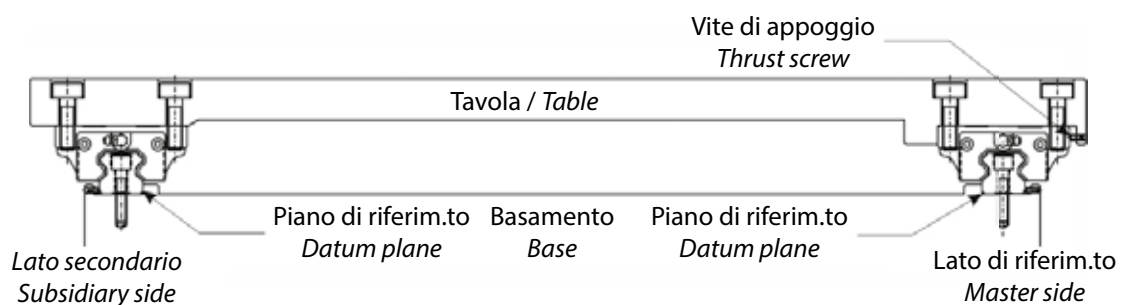 Vite di appoggio
Thrust screw
Tavola / Table
Piano di riferim.to
Datum plane
Basamento
Base
Piano di riferim.to
Datum plane
Lato secondario
Subsidiary side
Lato di riferim.to
Master side